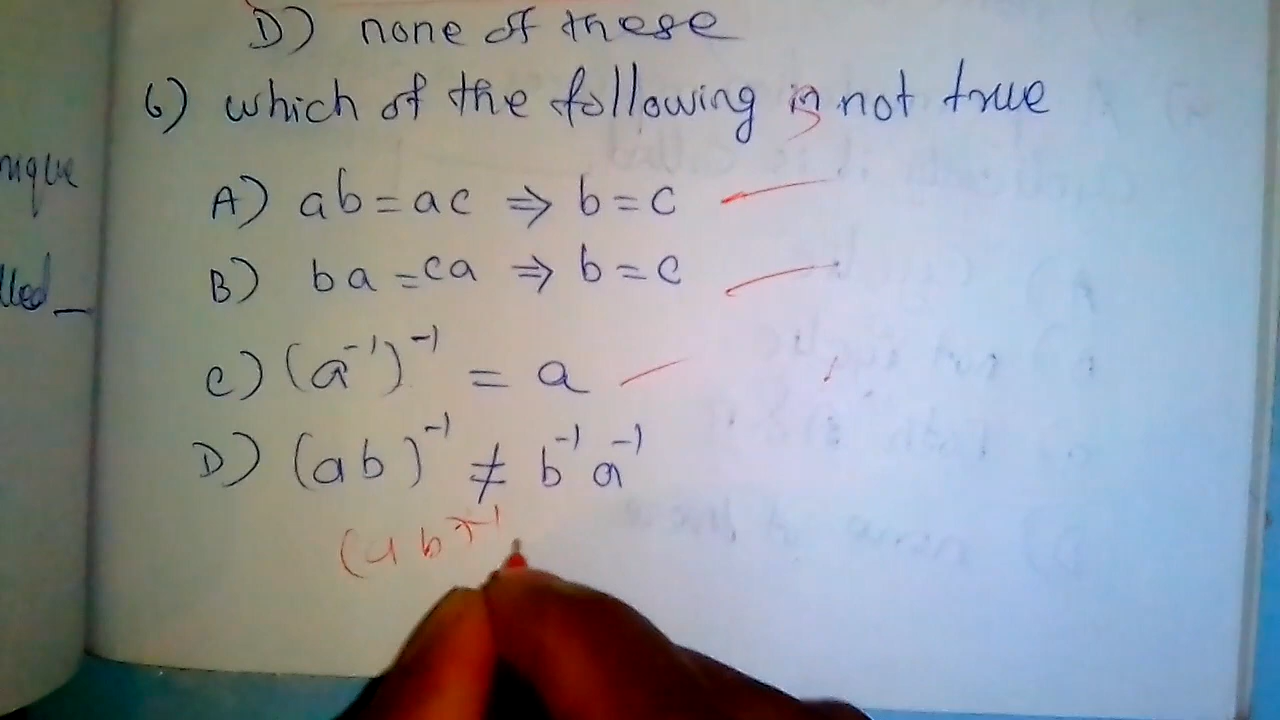 D) none of these
6) which of the following is not true
A) ab = ac ⇒ b = c
B) ba = ca ⇒ b = c
C) (a⁻¹)⁻¹ = a
D) (ab)⁻¹ ≠ b⁻¹ a⁻¹
(ab)⁻¹